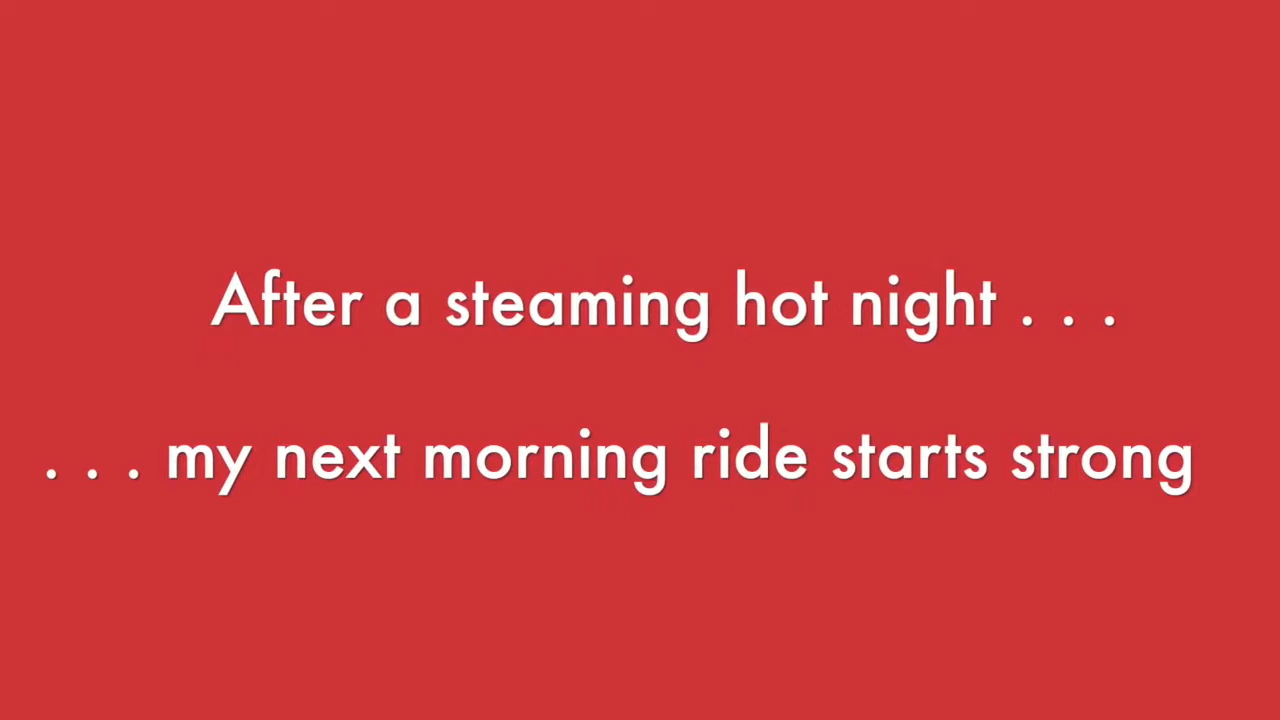 After a steaming hot night . . .
. . . my next morning ride starts strong